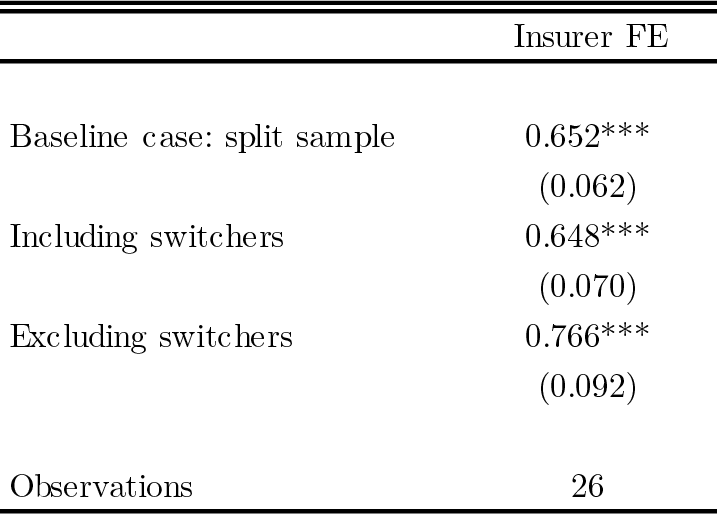 Insurer FE
Baseline case: split sample 0.652***
(0.062)
Including switchers 0.648***
(0.070)
Excluding switchers 0.766***
(0.092)
Observations 26